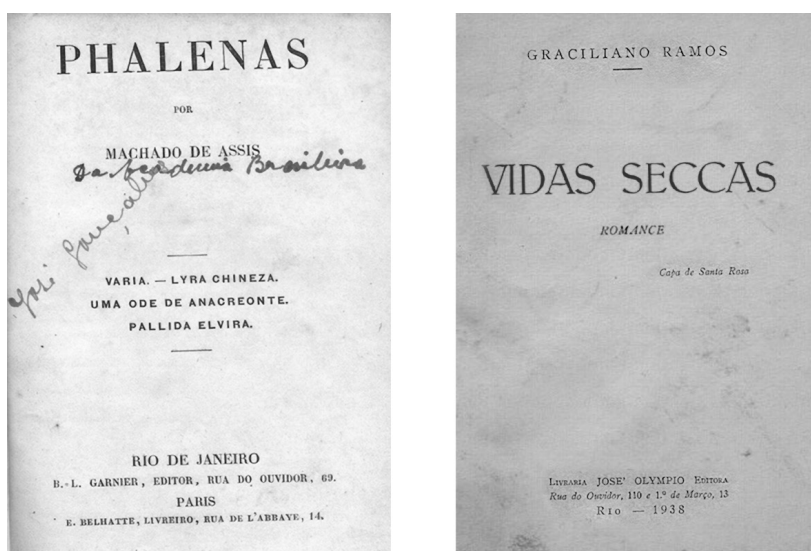 PHALENAS
POR
MACHADO DE ASSIS
Da Academia Brasileira
José Gonçalves
VARIA. — LYRA CHINEZA.
UMA ODE DE ANACREONTE.
PALLIDA ELVIRA.
RIO DE JANEIRO
B.-L. GARNIER, EDITOR, RUA DO OUVIDOR, 69.
PARIS
E. BELHATTE, LIVREIRO, RUA DE L'ABBAYE, 14.
GRACILIANO RAMOS
VIDAS SECCAS
ROMANCE
Capa de Santa Rosa
LIVRARIA JOSE' OLYMPIO EDITORA
Rua do Ouvidor, 110 e 1.º de Março, 13
RIO — 1938